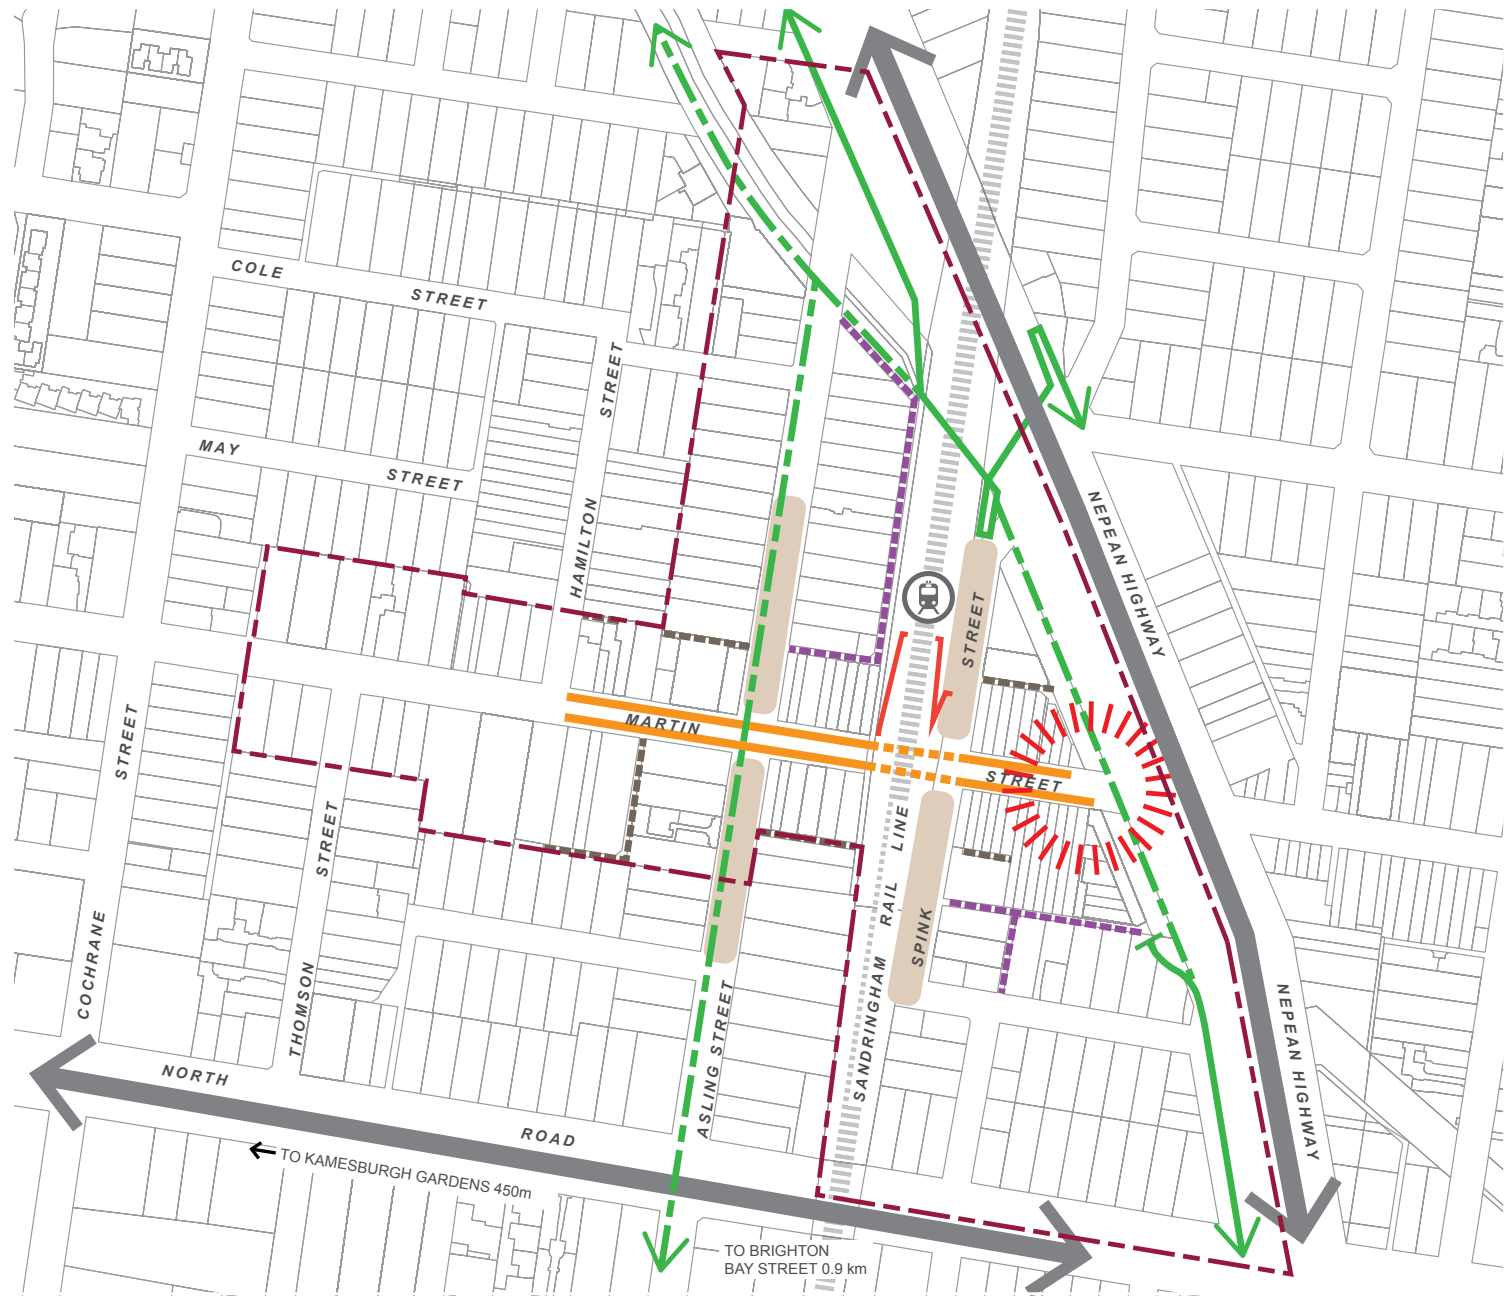 COLE
STREET
MAY
STREET
STREET
HAMILTON
NEPEAN HIGHWAY
STREET
MARTIN
STREET
STREET
STREET
COCHRANE
THOMSON
LINE
RAIL
SANDRINGHAM
SPINK
ASLING STREET
NEPEAN HIGHWAY
NORTH
ROAD
TO KAMESBURGH GARDENS 450m
TO BRIGHTON
BAY STREET 0.9 km